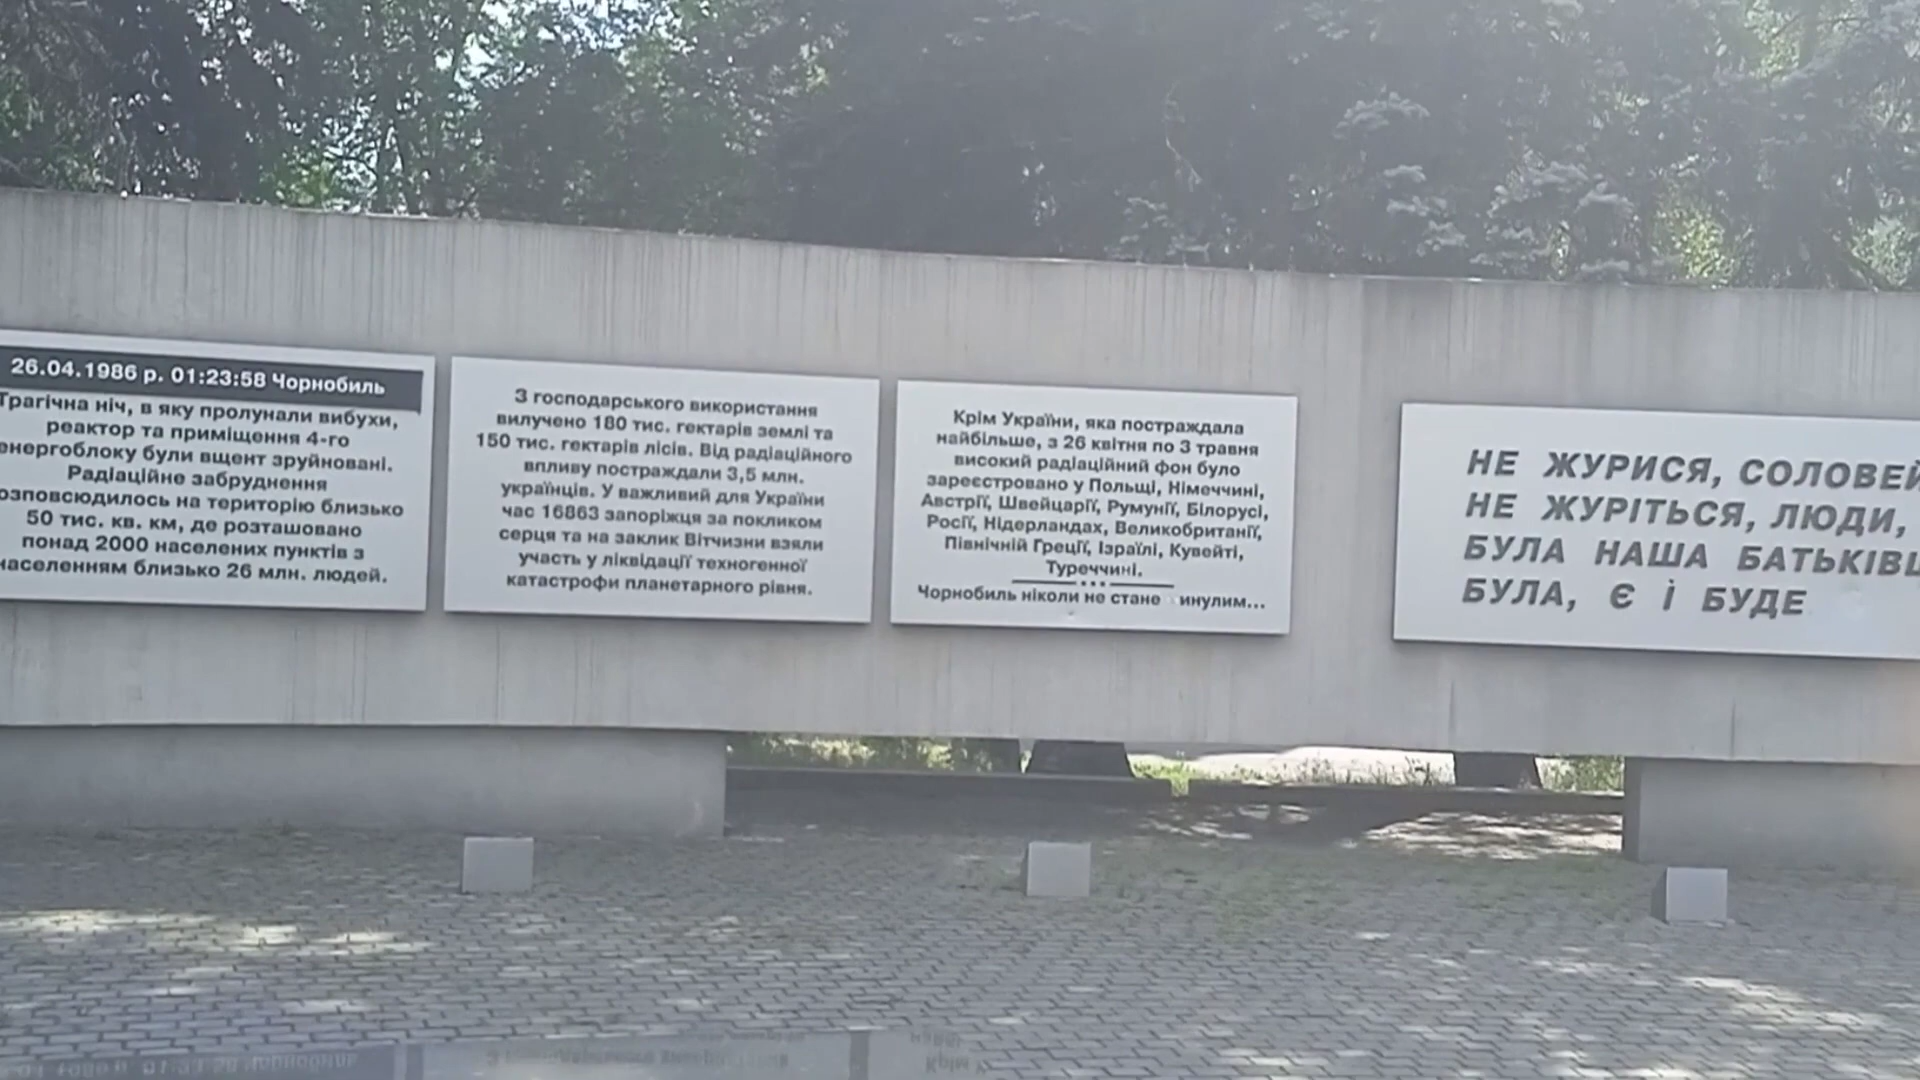 26.04.1986 р. 01:23:58 Чорнобиль
Трагічна ніч, в яку пролунали вибухи,
реактор та приміщення 4-го
енергоблоку були вщент зруйновані.
Радіаційне забруднення
розповсюдилось на територію близько
50 тис. кв. км, де розташовано
понад 2000 населених пунктів з
населенням близько 26 млн. людей.
З господарського використання
вилучено 180 тис. гектарів землі та
150 тис. гектарів лісів. Від радіаційного
впливу постраждали 3,5 млн.
українців. У важливий для України
час 16863 запоріжця за покликом
серця та на заклик Вітчизни взяли
участь у ліквідації техногенної
катастрофи планетарного рівня.
Крім України, яка постраждала
найбільше, з 26 квітня по 3 травня
високий радіаційний фон було
зареєстровано у Польщі, Німеччині,
Австрії, Швейцарії, Румунії, Білорусі,
Росії, Нідерландах, Великобританії,
Північній Греції, Ізраїлі, Кувейті,
Туреччині.
Чорнобиль ніколи не стане инулим...
НЕ ЖУРИСЯ, СОЛОВЕЙ
НЕ ЖУРІТЬСЯ, ЛЮДИ,
БУЛА НАША БАТЬКІВЩ
БУЛА, Є І БУДЕ